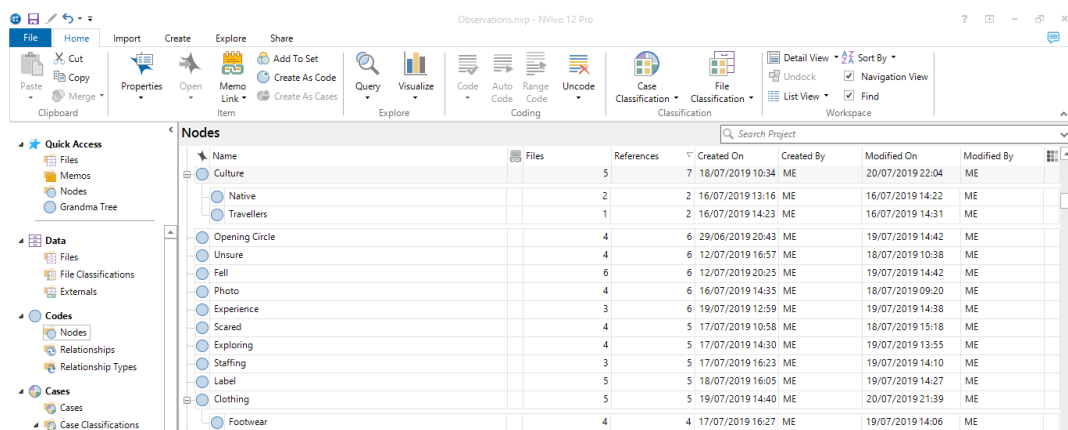 Observations.nvp - NVivo 12 Pro
File Home Import Create Explore Share
Paste
Cut
Copy
Merge
Clipboard
Properties
Open
Memo Link
Add To Set
Create As Code
Create As Cases
Item
Query
Visualize
Explore
Code
Auto Code
Range Code
Uncode
Coding
Case Classification
File Classification
Classification
Detail View
Sort By
Undock
Navigation View
List View
Find
Workspace
Quick Access
Files
Memos
Nodes
Grandma Tree
Data
Files
File Classifications
Externals
Codes
Nodes
Relationships
Relationship Types
Cases
Cases
Case Classifications
Nodes
Search Project
Name Files References Created On Created By Modified On Modified By
Culture 5 7 18/07/2019 10:34 ME 20/07/2019 22:04 ME
Native 2 2 16/07/2019 13:16 ME 16/07/2019 14:22 ME
Travellers 1 2 16/07/2019 14:23 ME 16/07/2019 14:31 ME
Opening Circle 4 6 29/06/2019 20:43 ME 19/07/2019 14:42 ME
Unsure 4 6 12/07/2019 16:57 ME 18/07/2019 10:38 ME
Fell 6 6 12/07/2019 20:25 ME 19/07/2019 14:42 ME
Photo 4 6 16/07/2019 14:35 ME 18/07/2019 09:20 ME
Experience 3 6 19/07/2019 12:59 ME 19/07/2019 14:38 ME
Scared 4 5 17/07/2019 10:58 ME 18/07/2019 15:18 ME
Exploring 4 5 17/07/2019 14:30 ME 19/07/2019 13:55 ME
Staffing 3 5 17/07/2019 16:23 ME 19/07/2019 14:10 ME
Label 5 5 18/07/2019 16:05 ME 19/07/2019 14:27 ME
Clothing 5 5 19/07/2019 14:40 ME 20/07/2019 21:39 ME
Footwear 4 4 17/07/2019 16:27 ME 19/07/2019 14:06 ME